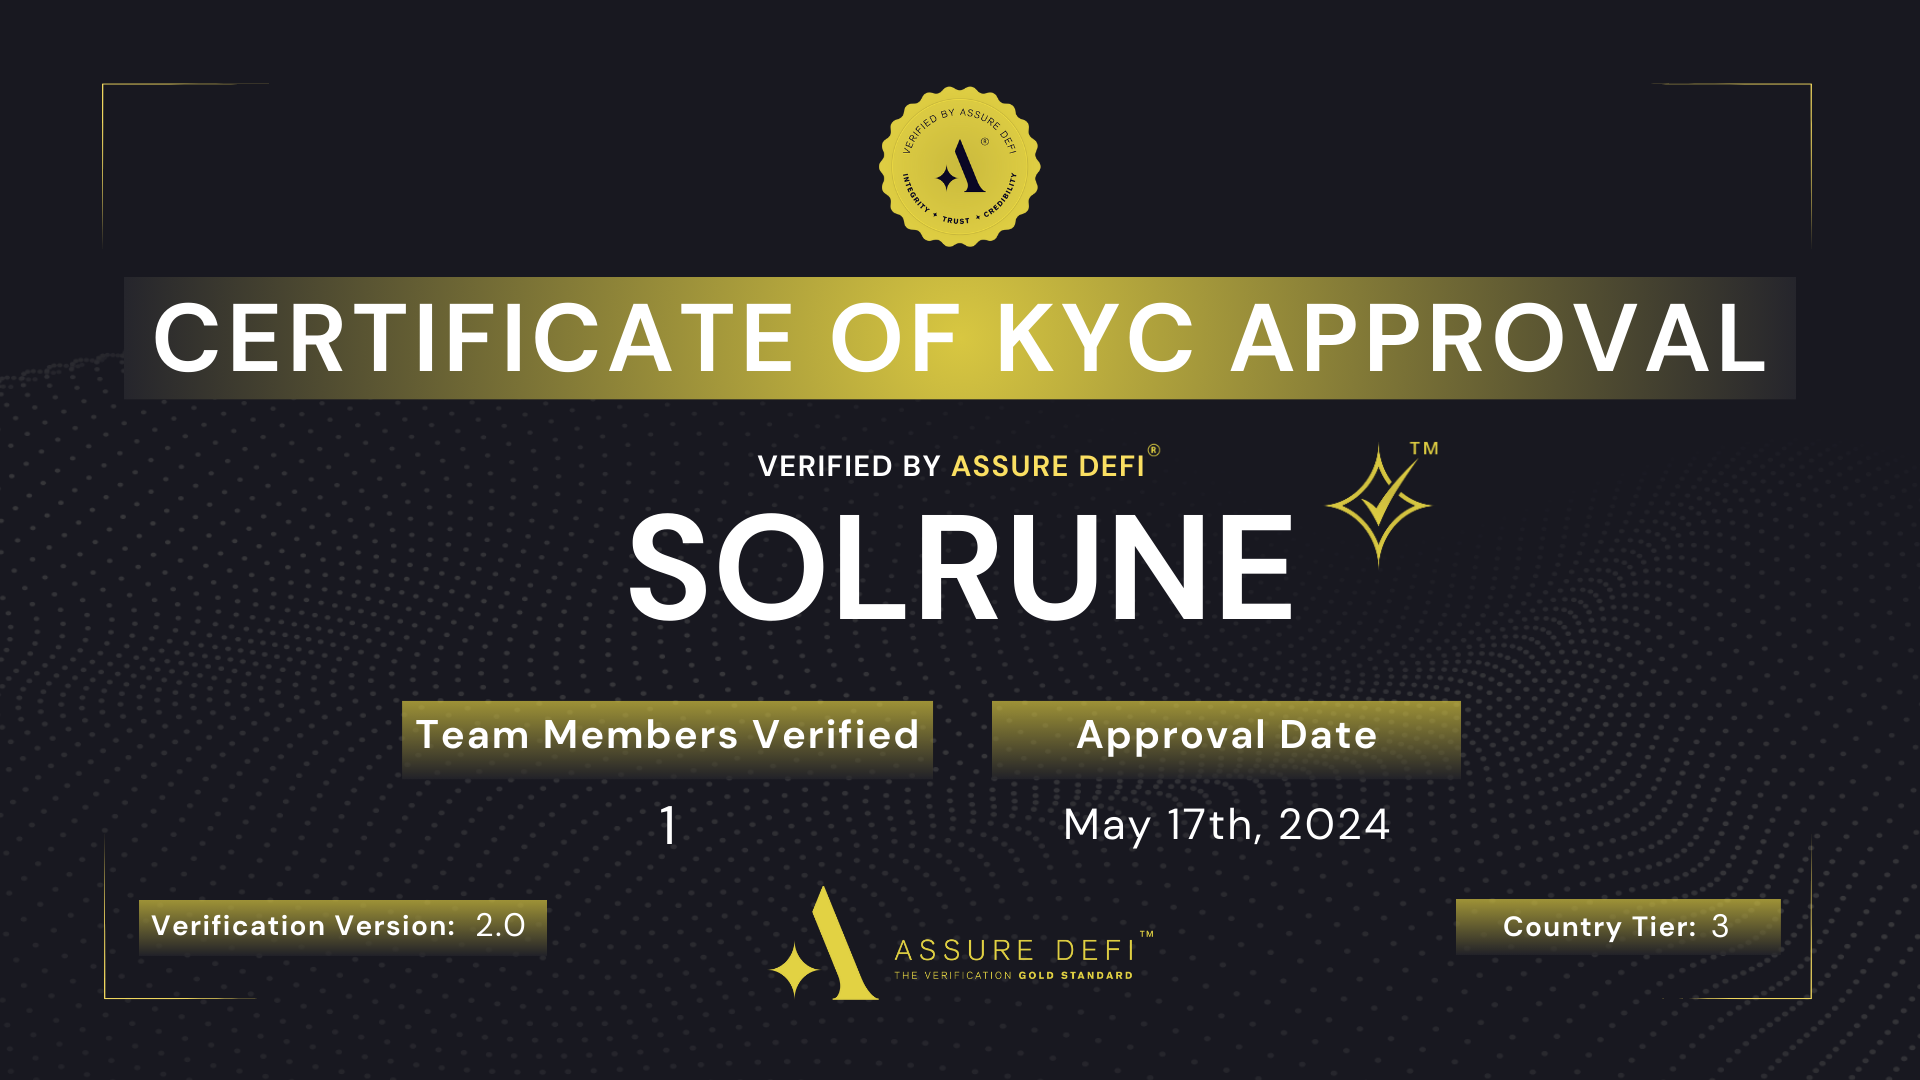 VERIFIED BY ASSURE DEFI
A ®
INTEGRITY ✦ TRUST ✦ CREDIBILITY
CERTIFICATE OF KYC APPROVAL
VERIFIED BY ASSURE DEFI®
TM
SOLRUNE
Team Members Verified
1
Approval Date
May 17th, 2024
Verification Version: 2.0
ASSURE DEFI™
THE VERIFICATION GOLD STANDARD
Country Tier: 3